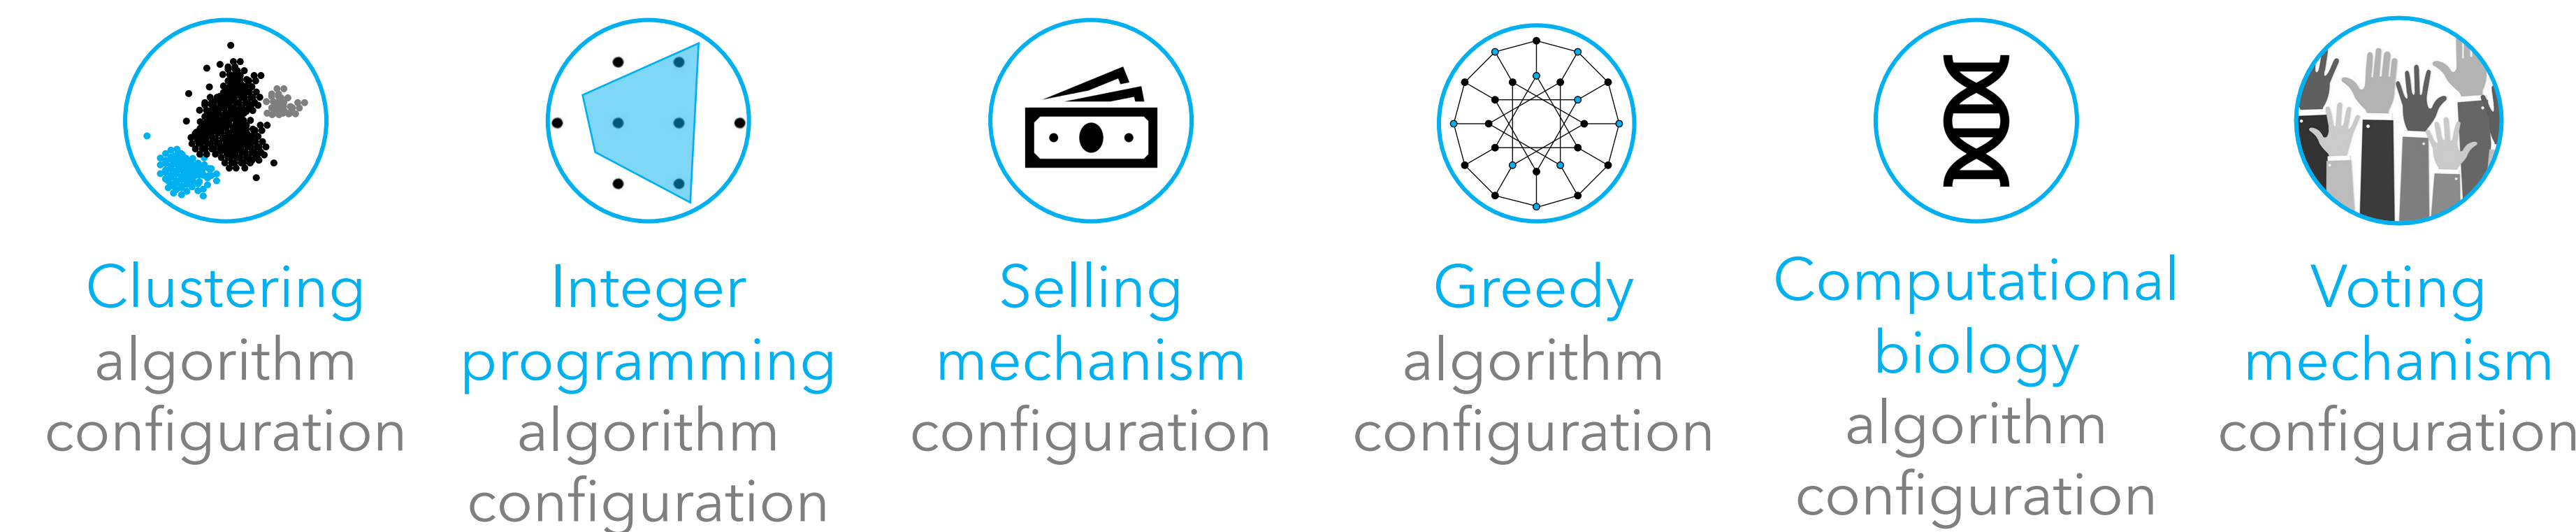 Clustering
algorithm
configuration
Integer
programming
algorithm
configuration
Selling
mechanism
configuration
Greedy
algorithm
configuration
Computational
biology
algorithm
configuration
Voting
mechanism
configuration